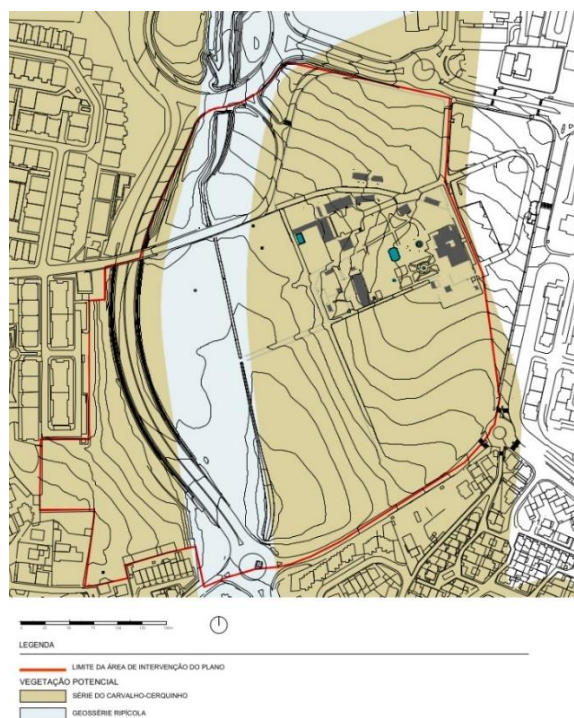 LEGENDA
LIMITE DA ÁREA DE INTERVENÇÃO DO PLANO
VEGETAÇÃO POTENCIAL
SÉRIE DO CARVALHO-CERQUINHO
GEOSSÉRIE RIPÍCOLA